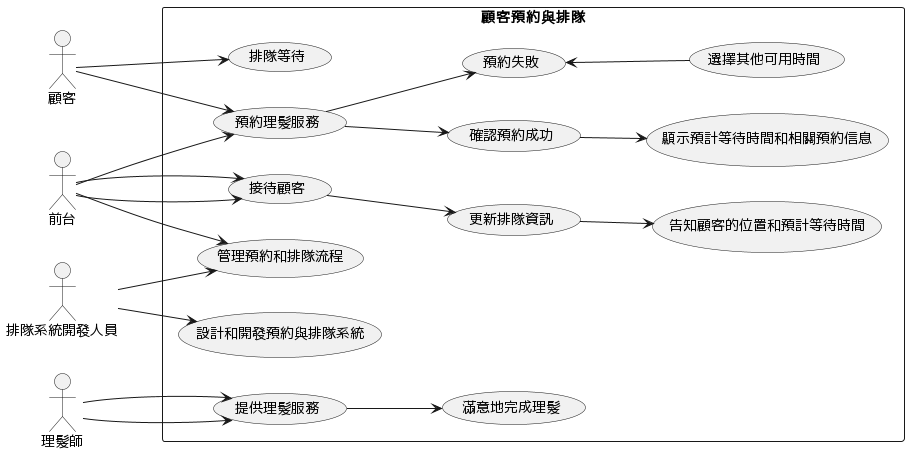 顧客預約與排隊
顧客
前台
排隊系統開發人員
理髮師
排隊等待
預約理髮服務
接待顧客
管理預約和排隊流程
設計和開發預約與排隊系統
提供理髮服務
預約失敗
確認預約成功
更新排隊資訊
滿意地完成理髮
選擇其他可用時間
顯示預計等待時間和相關預約信息
告知顧客的位置和預計等待時間